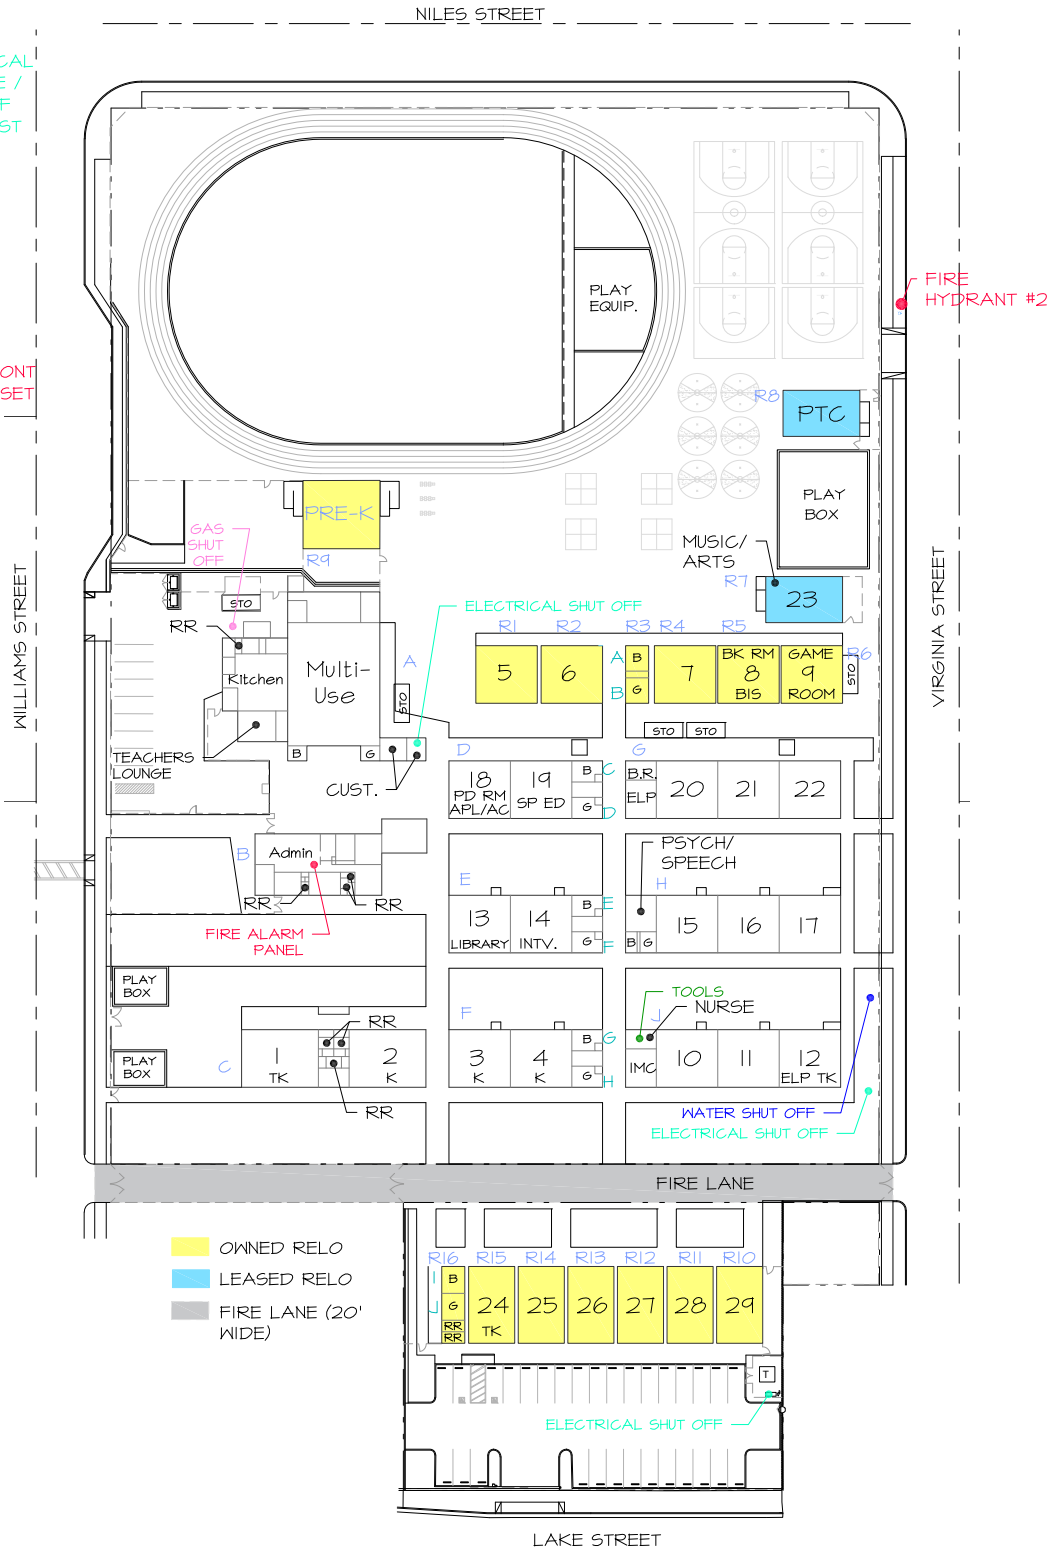 NILES STREET
CAL
E /
F
ST
FIRE
HYDRANT #2
PLAY
EQUIP.
ONT
SET
R8
PTC
PLAY
BOX
PRE-K
R9
GAS
SHUT
OFF
MUSIC/
ARTS
R7
23
WILLIAMS STREET
VIRGINIA STREET
STO
RR
ELECTRICAL SHUT OFF
R1
R2
R3
R4
R5
R6
A
Kitchen
Multi-
Use
STO
5
6
A
B
B
G
7
BK RM
8
BIS
GAME
9
ROOM
STO
STO
STO
TEACHERS
LOUNGE
B
G
CUST.
D
G
18
PD RM
APL/AC
19
SP ED
B
C
G
D
B.R.
ELP
20
21
22
B
Admin
RR
RR
FIRE ALARM
PANEL
E
PSYCH/
SPEECH
H
13
LIBRARY
14
INTV.
B
E
G
F
B
G
15
16
17
PLAY
BOX
PLAY
BOX
C
RR
1
TK
2
K
RR
F
TOOLS
NURSE
J
3
K
4
K
B
G
G
H
IMC
10
11
12
ELP TK
WATER SHUT OFF
ELECTRICAL SHUT OFF
FIRE LANE
OWNED RELO
LEASED RELO
FIRE LANE (20'
WIDE)
R16
R15
R14
R13
R12
R11
R10
I
J
B
G
RR
RR
24
TK
25
26
27
28
29
T
ELECTRICAL SHUT OFF
LAKE STREET